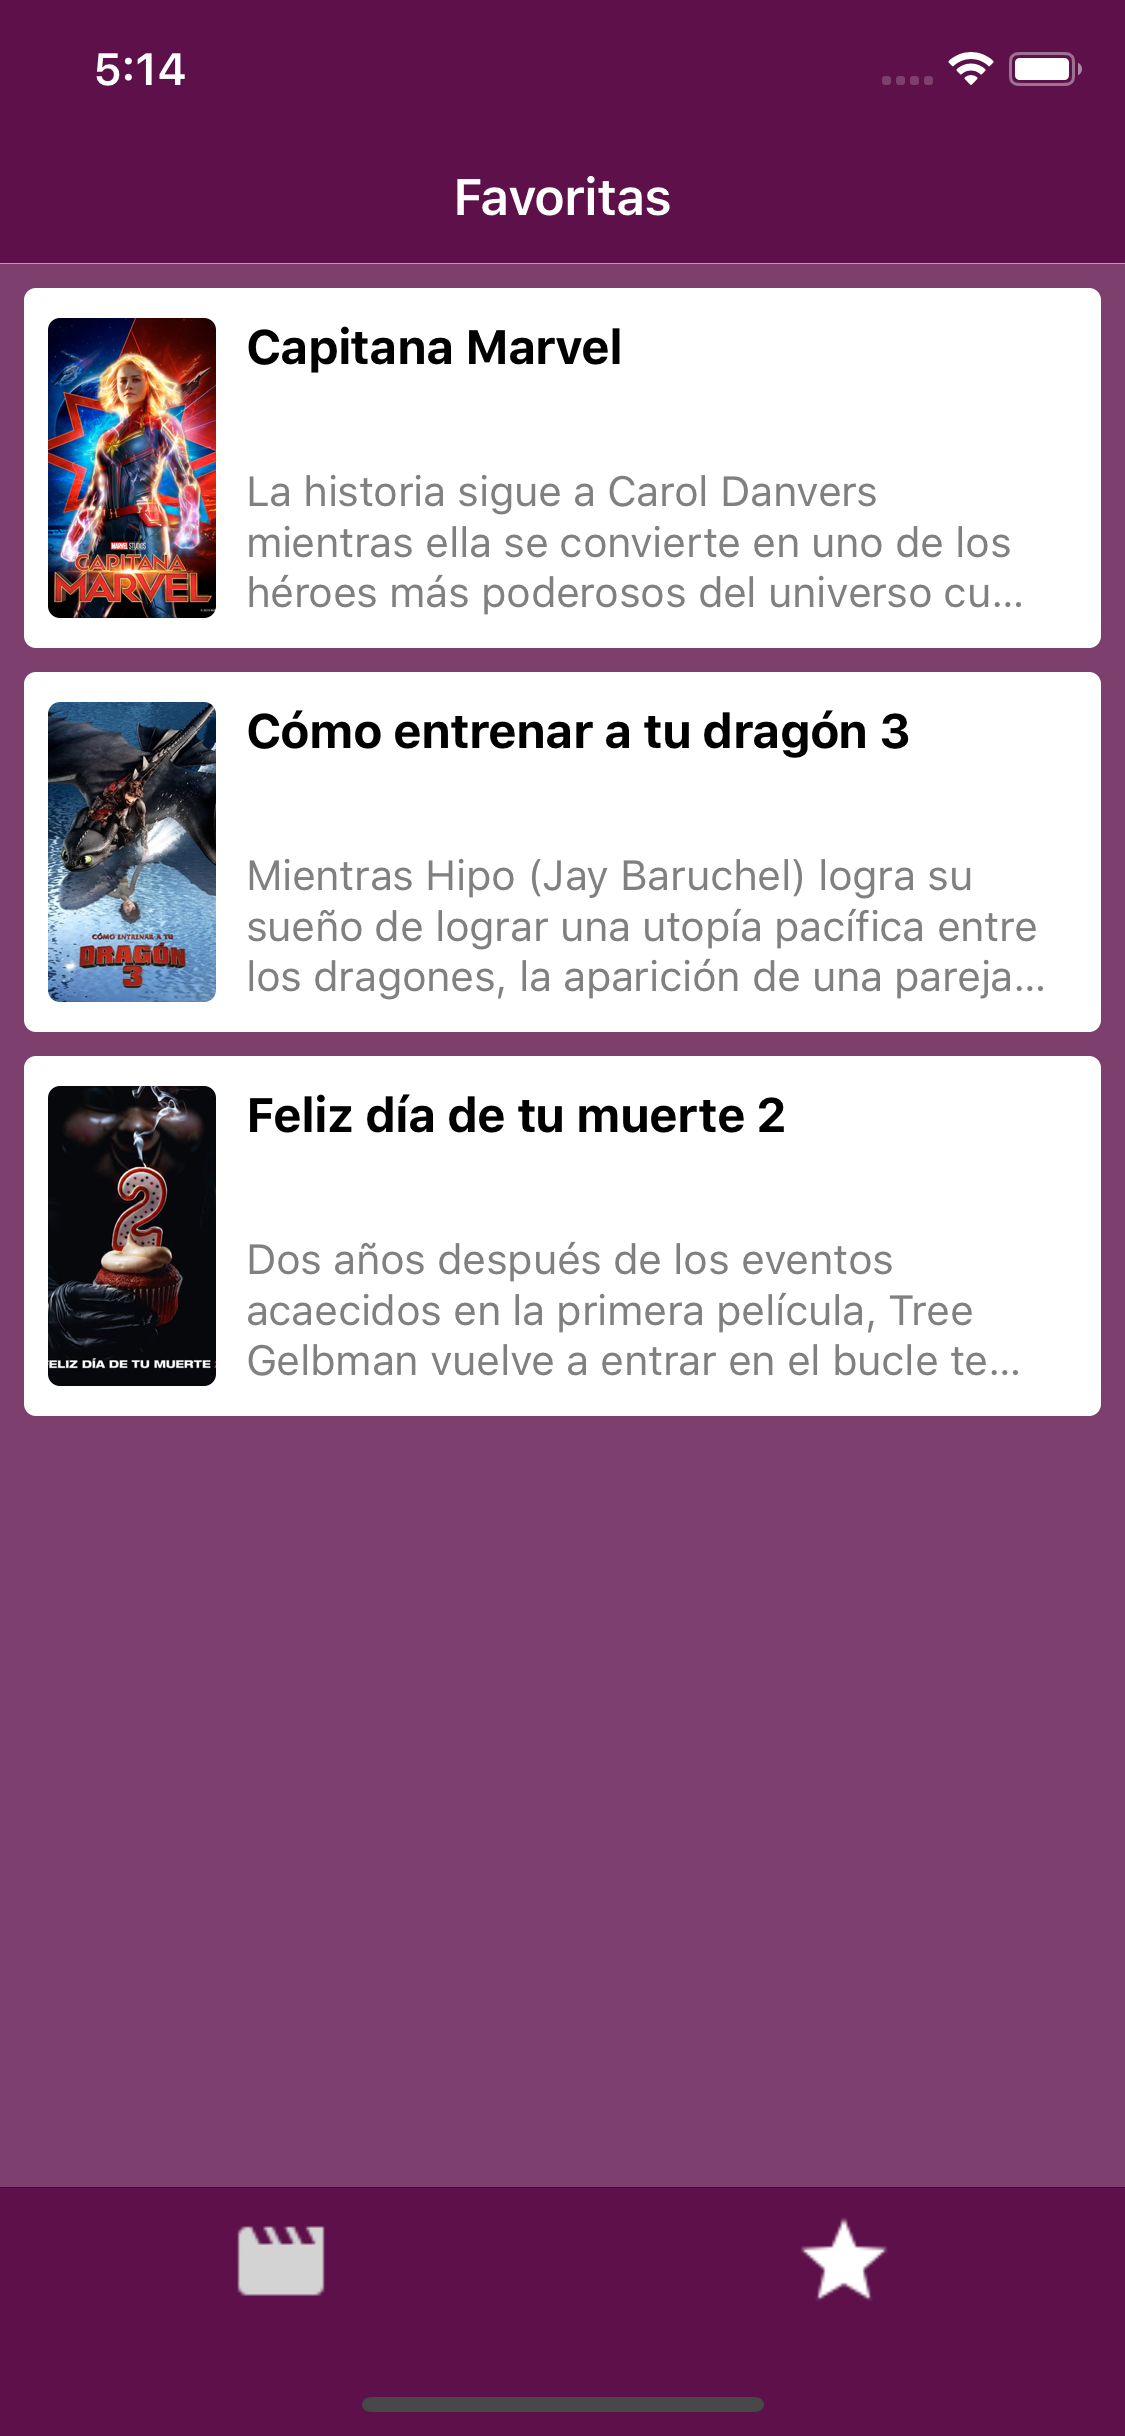 5:14
Favoritas
Capitana Marvel
La historia sigue a Carol Danvers
mientras ella se convierte en uno de los
héroes más poderosos del universo cu...
MARVEL STUDIOS
CAPITANA
MARVEL
Cómo entrenar a tu dragón 3
Mientras Hipo (Jay Baruchel) logra su
sueño de lograr una utopía pacífica entre
los dragones, la aparición de una pareja...
CÓMO ENTRENAR A TU
DRAGÓN
3
Feliz día de tu muerte 2
Dos años después de los eventos
acaecidos en la primera película, Tree
Gelbman vuelve a entrar en el bucle te...
2
FELIZ DÍA DE TU MUERTE